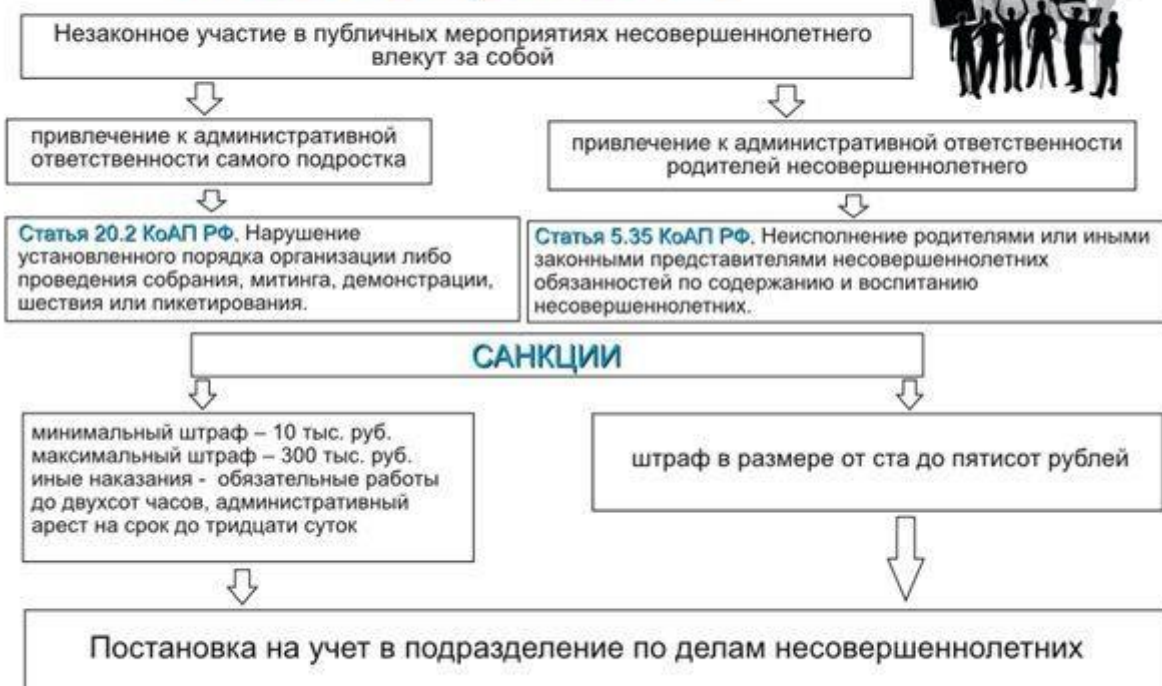 Незаконное участие в публичных мероприятиях несовершеннолетнего
влекут за собой
привлечение к административной
ответственности самого подростка
привлечение к административной ответственности
родителей несовершеннолетнего
Статья 20.2 КоАП РФ. Нарушение
установленного порядка организации либо
проведения собрания, митинга, демонстрации,
шествия или пикетирования.
Статья 5.35 КоАП РФ. Неисполнение родителями или иными
законными представителями несовершеннолетних
обязанностей по содержанию и воспитанию
несовершеннолетних.
САНКЦИИ
минимальный штраф – 10 тыс. руб.
максимальный штраф – 300 тыс. руб.
иные наказания - обязательные работы
до двухсот часов, административный
арест на срок до тридцати суток
штраф в размере от ста до пятисот рублей
Постановка на учет в подразделение по делам несовершеннолетних